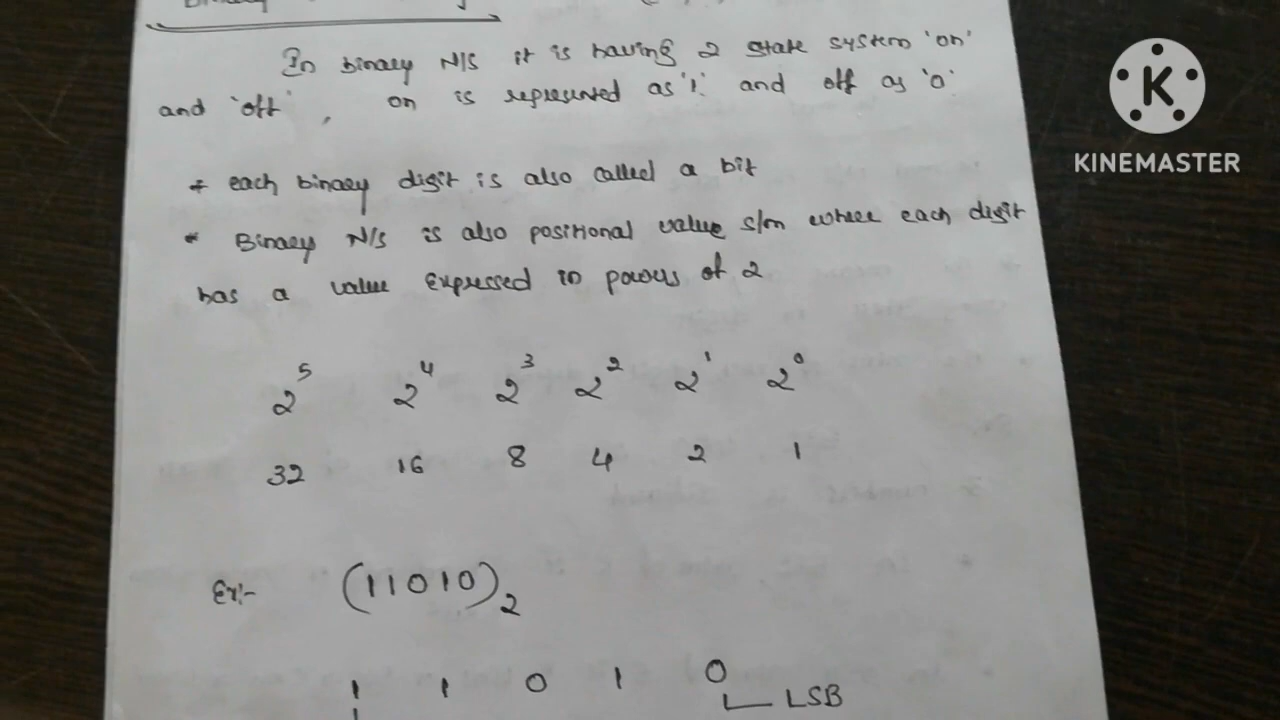 Binary
In binary N/S it is having 2 state system 'on'
and 'off', on is represented as '1'. and off as '0'.
* each binary digit is also called a bit
* Binary N/S is also positional value s/m where each digit
has a value expressed in powers of 2
2⁵ 2⁴ 2³ 2² 2¹ 2⁰
32 16 8 4 2 1
Ex:- (11010)₂
1 1 0 1 0
LSB
K
KINEMASTER